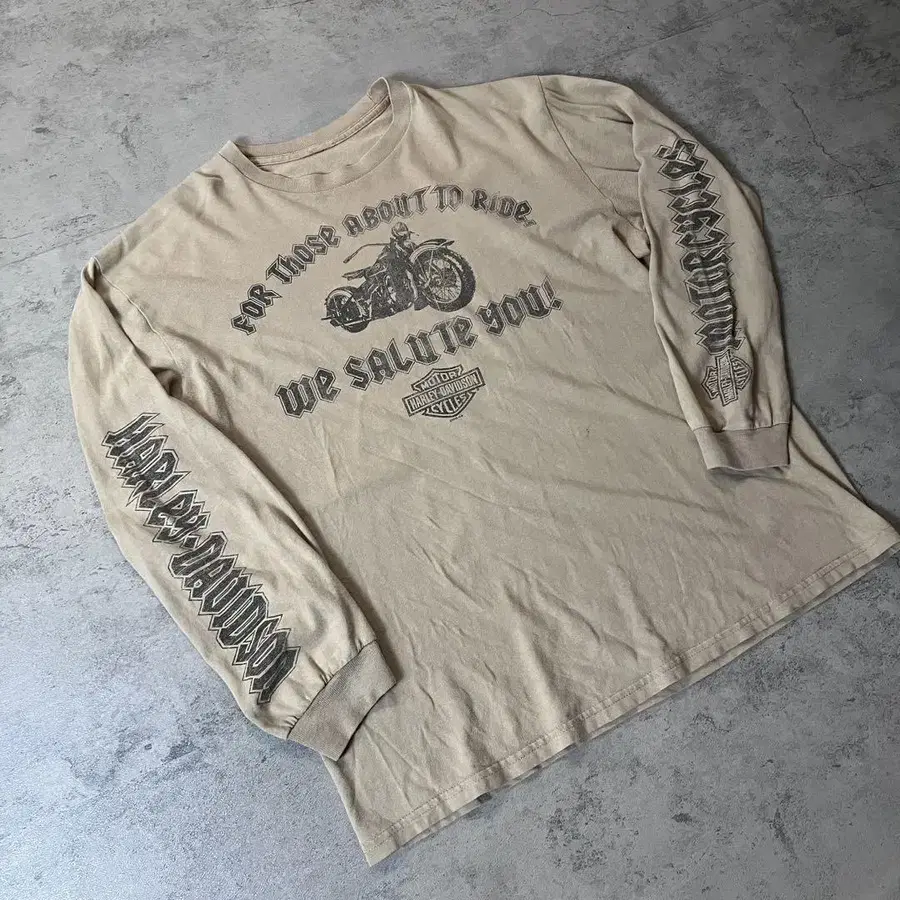 FOR THOSE ABOUT TO RIDE,
WE SALUTE YOU!
MOTOR
HARLEY-DAVIDSON
CYCLES
HARLEY-DAVIDSON
MOTORCYCLES